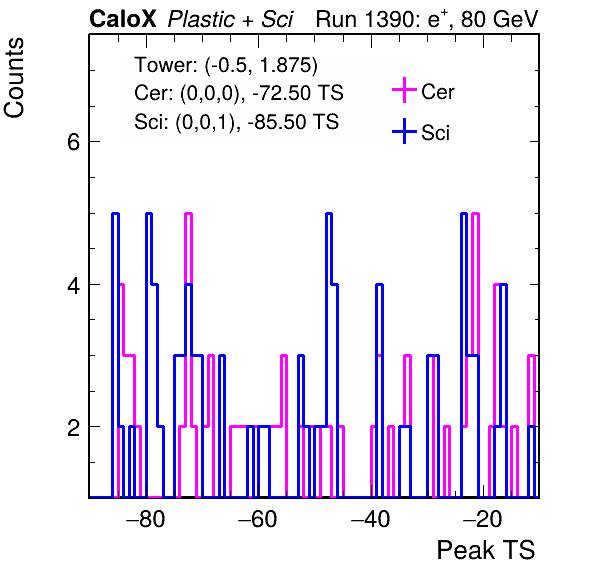 CaloX Plastic + Sci Run 1390: e⁺, 80 GeV
Counts
Tower: (-0.5, 1.875)
Cer: (0,0,0), -72.50 TS
Sci: (0,0,1), -85.50 TS
Cer
Sci
6
4
2
−80 −60 −40 −20
Peak TS